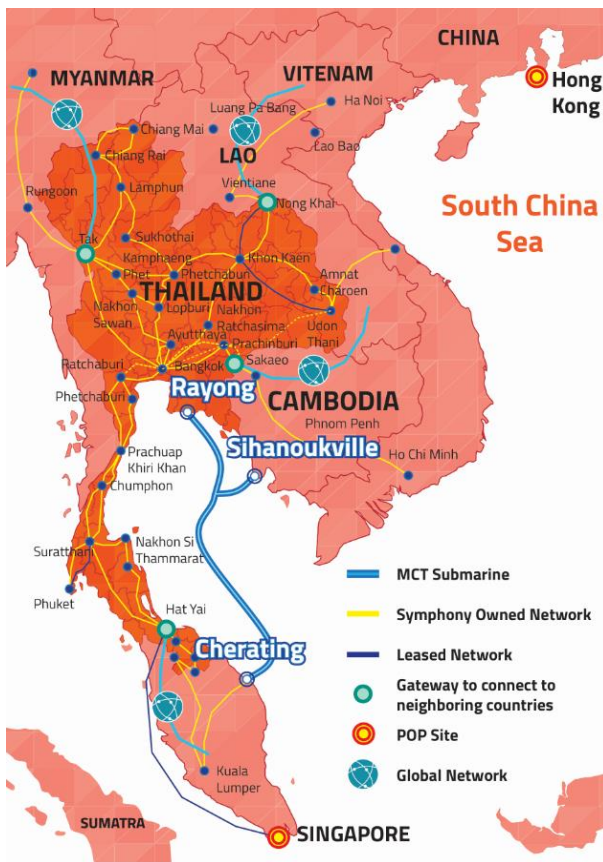 CHINA
MYANMAR
VITENAM
Hong
Kong
Luang Pa Bang
Ha Noi
Chiang Mai
LAO
Lao Bao
Chiang Rai
Rungoon
Lamphun
Vientiane
Nong Khai
South China
Sea
Tak
Sukhothai
Kamphaeng
Phet
Phetchabun
Khon Kaen
Amnat
Charoen
THAILAND
Nakhon
Sawan
Lopburi
Nakhon
Ratchasima
Udon
Thani
Ayutthaya
Prachinburi
Sakaeo
Ratchaburi
Bangkok
Rayong
CAMBODIA
Phetchaburi
Phnom Penh
Sihanoukville
Ho Chi Minh
Prachuap
Khiri Khan
Chumphon
Suratthani
Nakhon Si
Thammarat
Phuket
Hat Yai
Cherating
Kuala
Lumper
SUMATRA
SINGAPORE
MCT Submarine
Symphony Owned Network
Leased Network
Gateway to connect to
neighboring countries
POP Site
Global Network